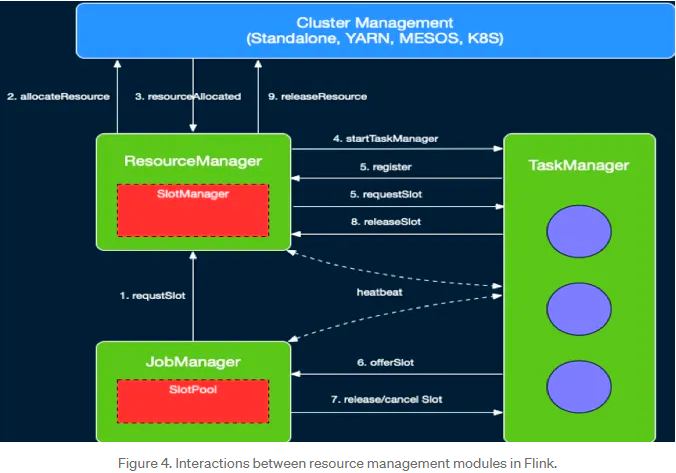 Cluster Management
(Standalone, YARN, MESOS, K8S)
2. allocateResource
3. resourceAllocated
9. releaseResource
ResourceManager
SlotManager
4. startTaskManager
5. register
5. requestSlot
8. releaseSlot
TaskManager
1. requstSlot
heatbeat
JobManager
SlotPool
6. offerSlot
7. release/cancel Slot
Figure 4. Interactions between resource management modules in Flink.